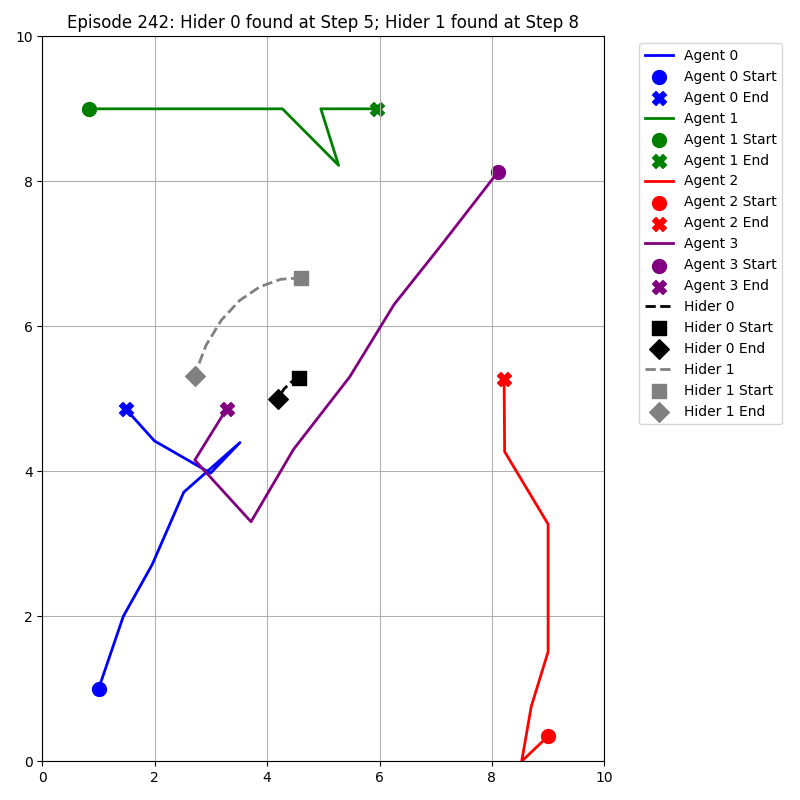 Episode 242: Hider 0 found at Step 5; Hider 1 found at Step 8
10
8
6
4
2
0
0
2
4
6
8
10
Agent 0
Agent 0 Start
Agent 0 End
Agent 1
Agent 1 Start
Agent 1 End
Agent 2
Agent 2 Start
Agent 2 End
Agent 3
Agent 3 Start
Agent 3 End
Hider 0
Hider 0 Start
Hider 0 End
Hider 1
Hider 1 Start
Hider 1 End